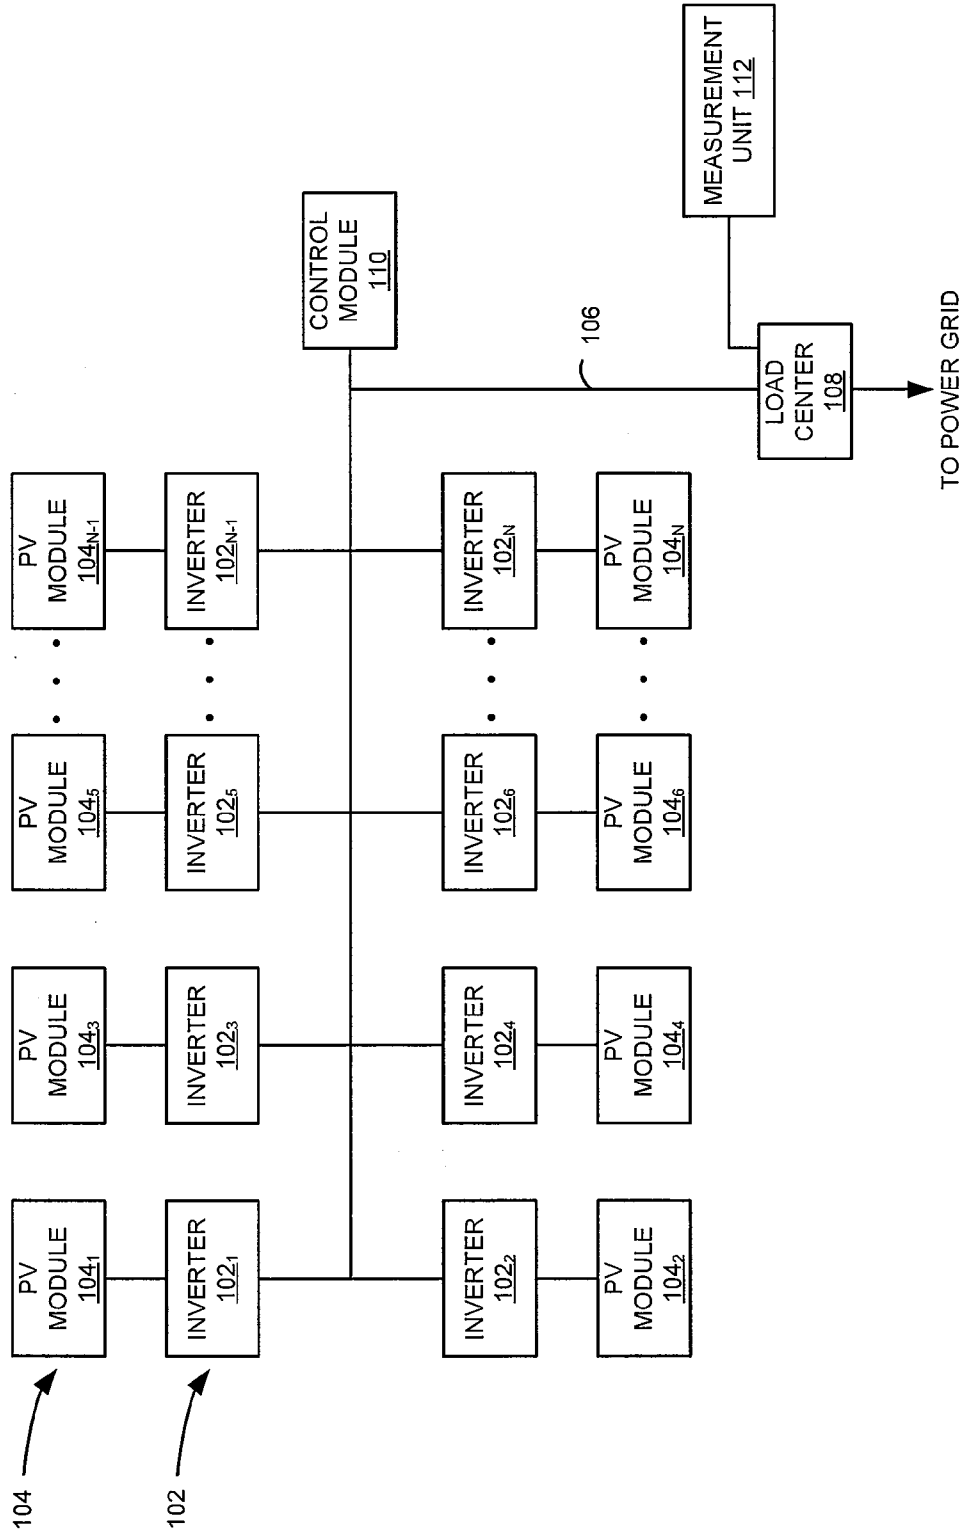 104
PV
MODULE
104₁
PV
MODULE
104₃
PV
MODULE
104₅
PV
MODULE
104N-1
102
INVERTER
102₁
INVERTER
102₃
INVERTER
102₅
INVERTER
102N-1
CONTROL
MODULE
110
INVERTER
102₂
INVERTER
102₄
INVERTER
102₆
INVERTER
102N
106
PV
MODULE
104₂
PV
MODULE
104₄
PV
MODULE
104₆
PV
MODULE
104N
MEASUREMENT
UNIT 112
LOAD
CENTER
108
TO POWER GRID